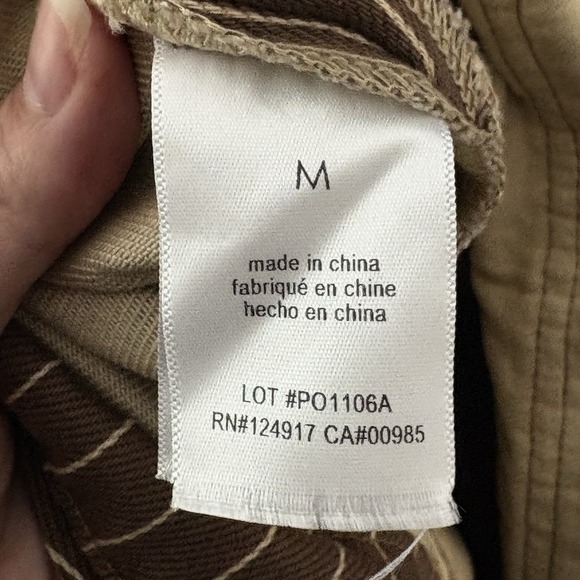 M
made in china
fabriqué en chine
hecho en china
LOT #PO1106A
RN#124917 CA#00985